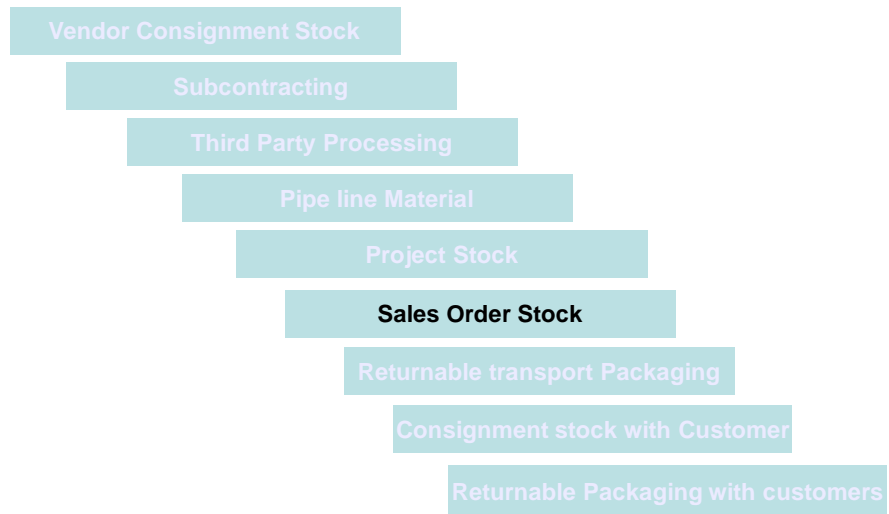 Vendor Consignment Stock
Subcontracting
Third Party Processing
Pipe line Material
Project Stock
Sales Order Stock
Returnable transport Packaging
Consignment stock with Customer
Returnable Packaging with customers